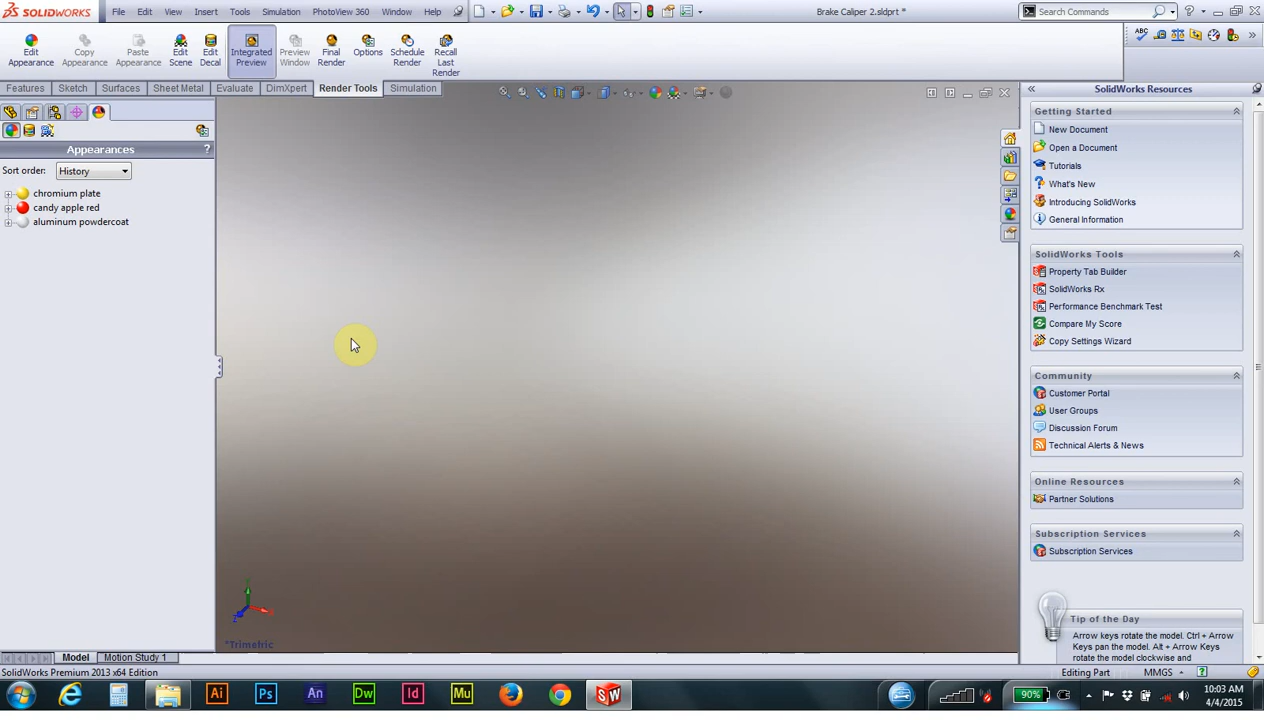 SOLIDWORKS File Edit View Insert Tools Simulation PhotoView 360 Window Help Brake Caliper 2.sldprt * Search Commands
Edit Appearance
Copy Appearance
Paste Appearance
Edit Scene
Edit Decal
Integrated Preview
Preview Window
Final Render
Options
Schedule Render
Recall Last Render
Features Sketch Surfaces Sheet Metal Evaluate DimXpert Render Tools Simulation
SolidWorks Resources
Appearances ?
Sort order: History
chromium plate
candy apple red
aluminum powdercoat
Getting Started
New Document
Open a Document
Tutorials
What's New
Introducing SolidWorks
General Information
SolidWorks Tools
Property Tab Builder
SolidWorks Rx
Performance Benchmark Test
Compare My Score
Copy Settings Wizard
Community
Customer Portal
User Groups
Discussion Forum
Technical Alerts & News
Online Resources
Partner Solutions
Subscription Services
Subscription Services
Tip of the Day
Arrow keys rotate the model. Ctrl + Arrow
Keys pan the model. Alt + Arrow Keys
rotate the model clockwise and
*Trimetric
Model Motion Study 1
SolidWorks Premium 2013 x64 Edition Editing Part MMGS
Ai Ps An Dw Id Mu SW 90% 10:03 AM
4/4/2015